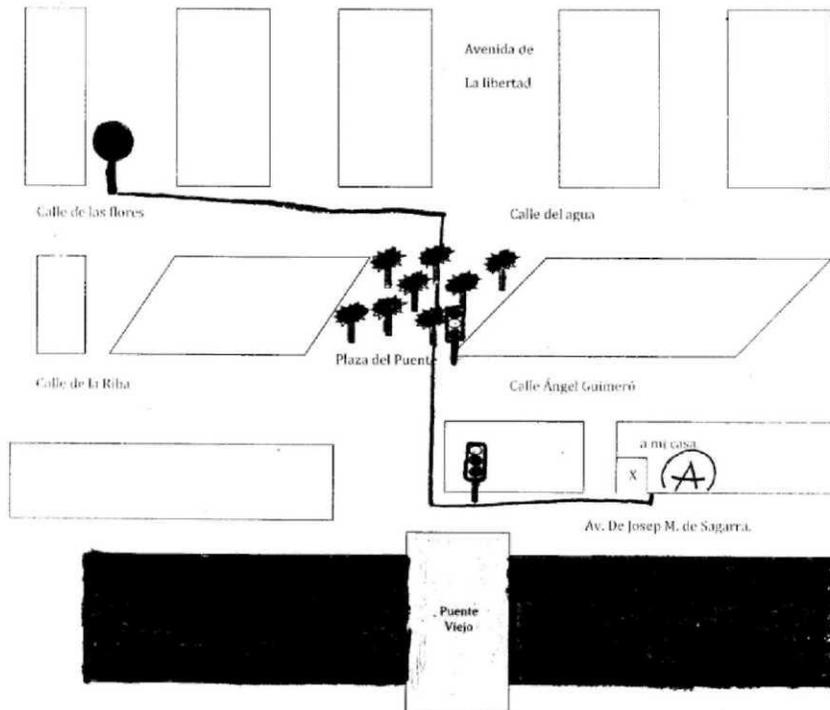 Avenida de
La libertad
Calle de las flores
Calle del agua
Plaza del Puente
Calle de la Riba
Calle Ángel Guimeró
a mi casa.
X
A
Av. De Josep M. de Sagarra.
Puente
Viejo